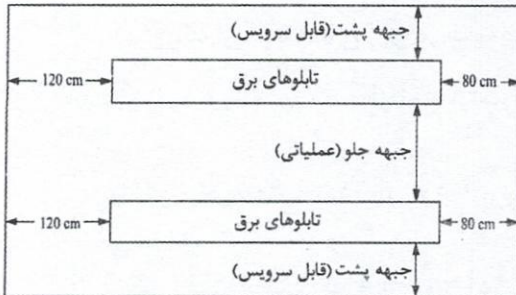 جبهه پشت(قابل سرویس)
120 cm
تابلوهای برق
80 cm
جبهه جلو(عملیاتی)
120 cm
تابلوهای برق
80 cm
جبهه پشت(قابل سرویس)